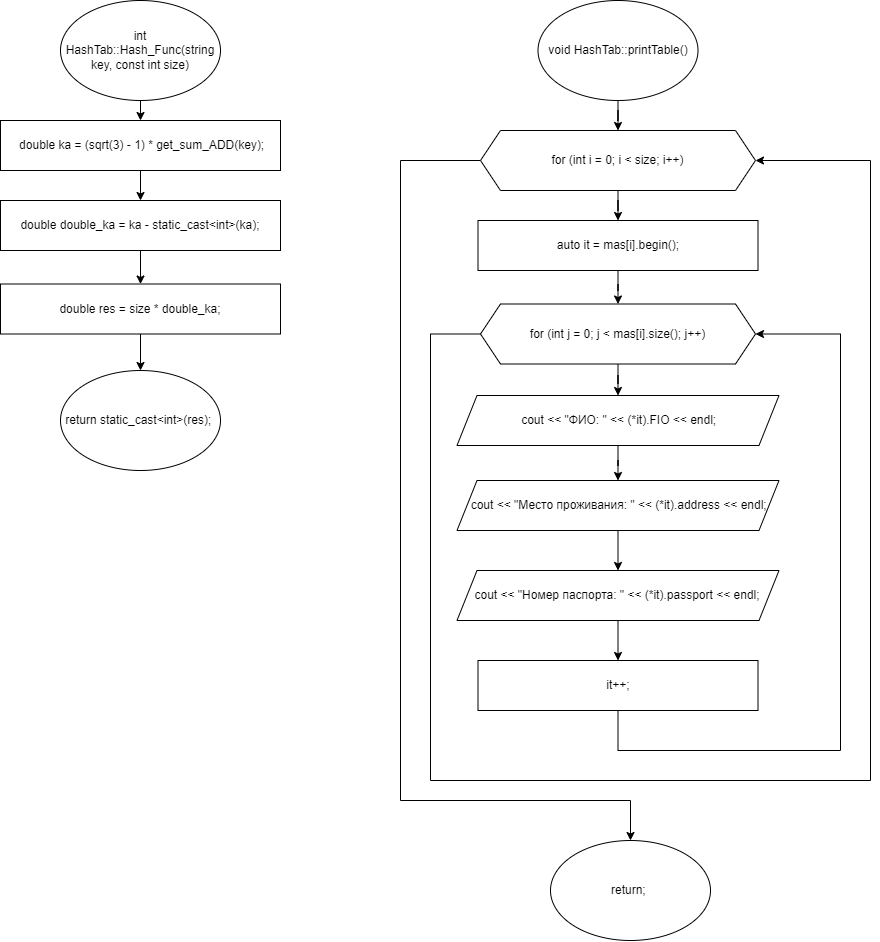 int
HashTab::Hash_Func(string
key, const int size)
double ka = (sqrt(3) - 1) * get_sum_ADD(key);
double double_ka = ka - static_cast<int>(ka);
double res = size * double_ka;
return static_cast<int>(res);
void HashTab::printTable()
for (int i = 0; i < size; i++)
auto it = mas[i].begin();
for (int j = 0; j < mas[i].size(); j++)
cout << "ФИО: " << (*it).FIO << endl;
cout << "Место проживания: " << (*it).address << endl;
cout << "Номер паспорта: " << (*it).passport << endl;
it++;
return;